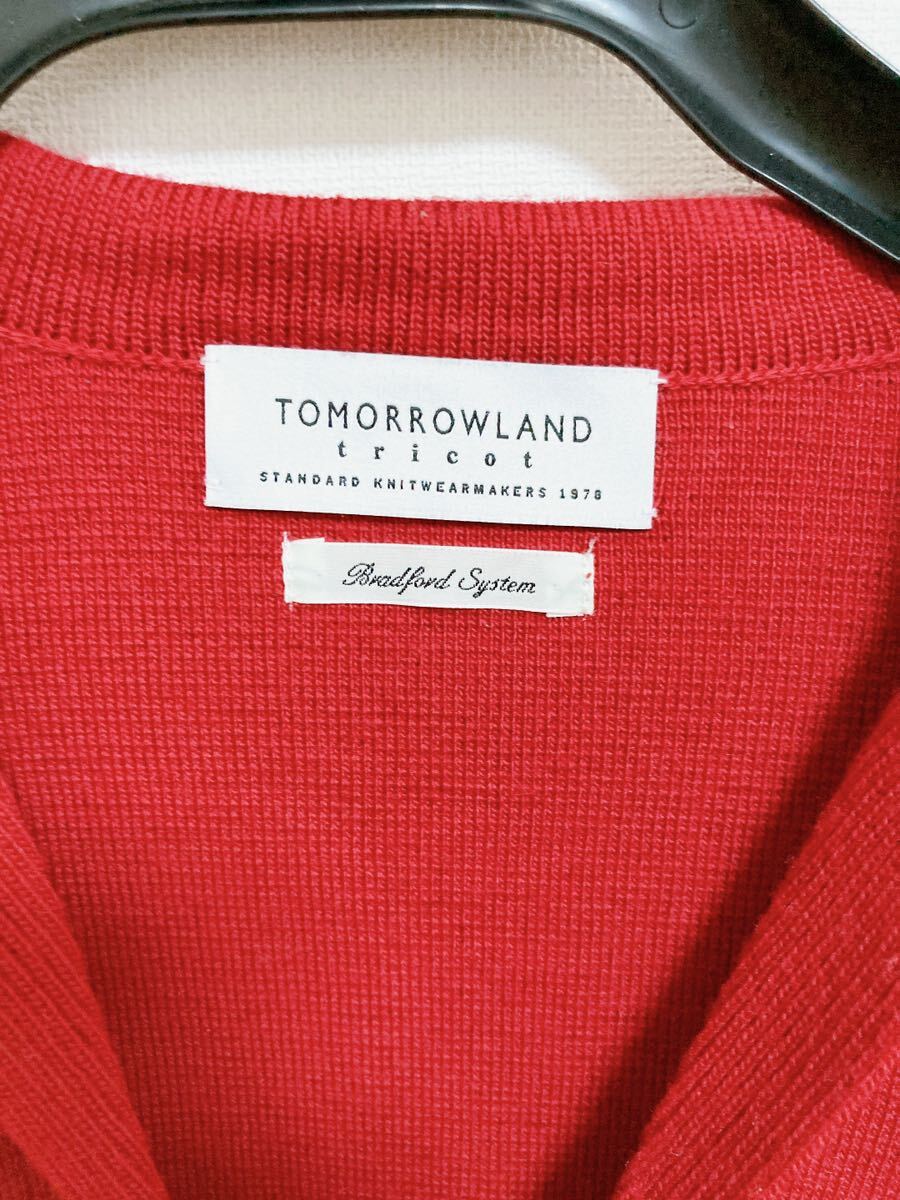 TOMORROWLAND
tricot
STANDARD KNITWEARMAKERS 1978
Bradford System